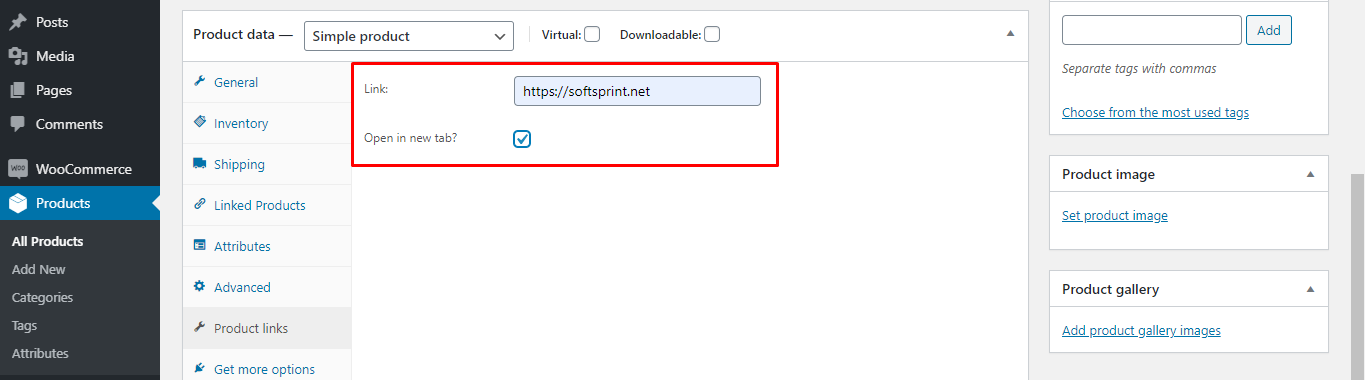 Posts
Media
Pages
Comments
WOO WooCommerce
Products
All Products
Add New
Categories
Tags
Attributes
Product data — Simple product Virtual: Downloadable:
General
Inventory
Shipping
Linked Products
Attributes
Advanced
Product links
Get more options
Link: https://softsprint.net
Open in new tab?
Add
Separate tags with commas
Choose from the most used tags
Product image
Set product image
Product gallery
Add product gallery images